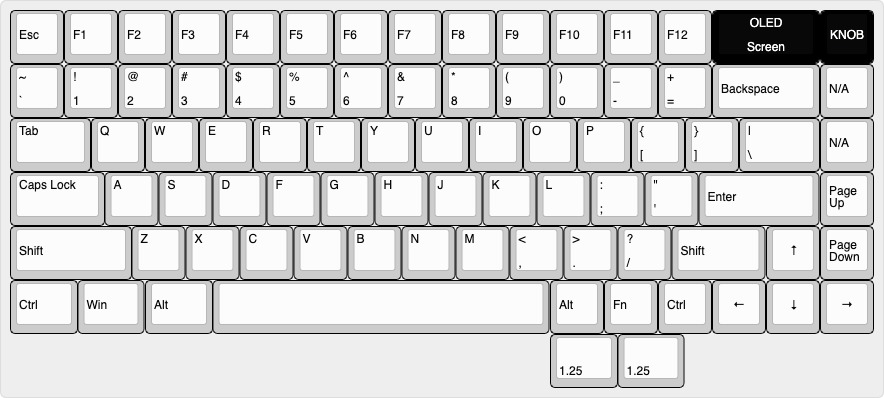 Esc F1 F2 F3 F4 F5 F6 F7 F8 F9 F10 F11 F12 OLED Screen KNOB
~ ! @ # $ % ^ & * ( ) _ +
` 1 2 3 4 5 6 7 8 9 0 - = Backspace N/A
Tab Q W E R T Y U I O P { } |
[ ] \ N/A
Caps Lock A S D F G H J K L : " Enter Page Up
; '
Shift Z X C V B N M < > ? Shift ↑ Page Down
, . /
Ctrl Win Alt Alt Fn Ctrl ← ↓ →
1.25 1.25